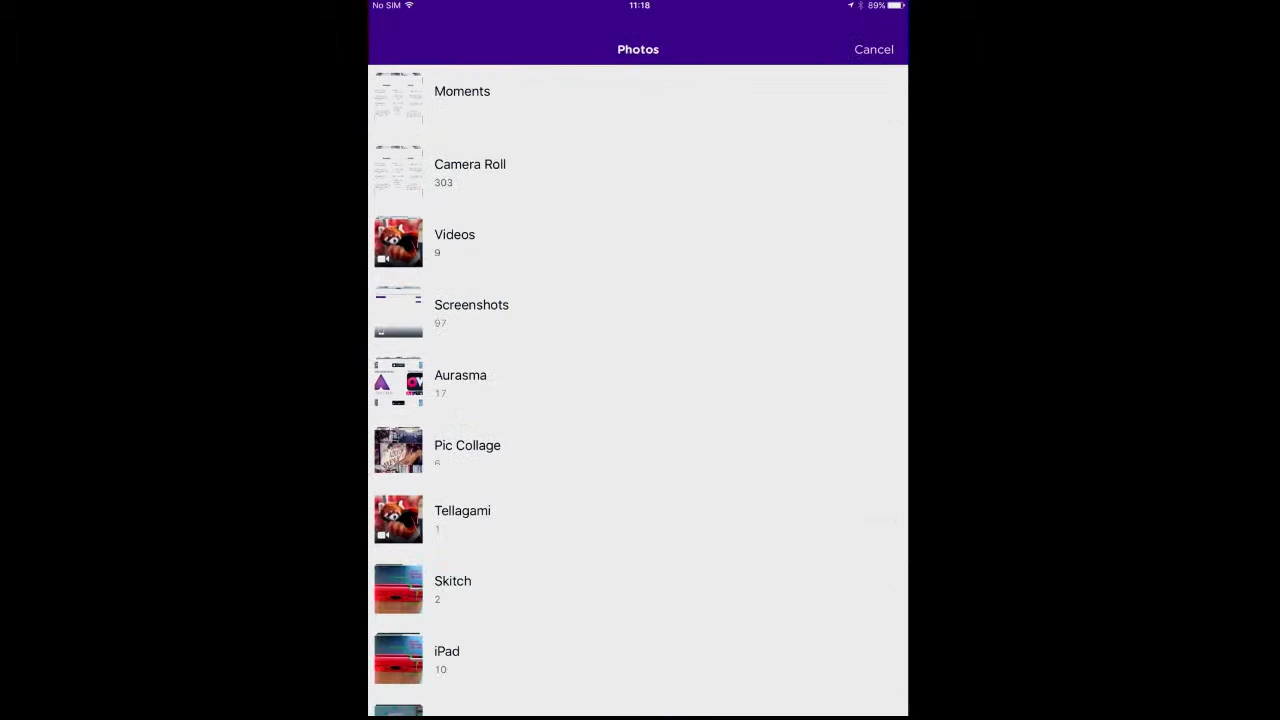 No SIM 11:18 89%
Photos Cancel
Moments
Camera Roll
303
Videos
9
Screenshots
97
Aurasma
17
Pic Collage
6
Tellagami
1
Skitch
2
iPad
10